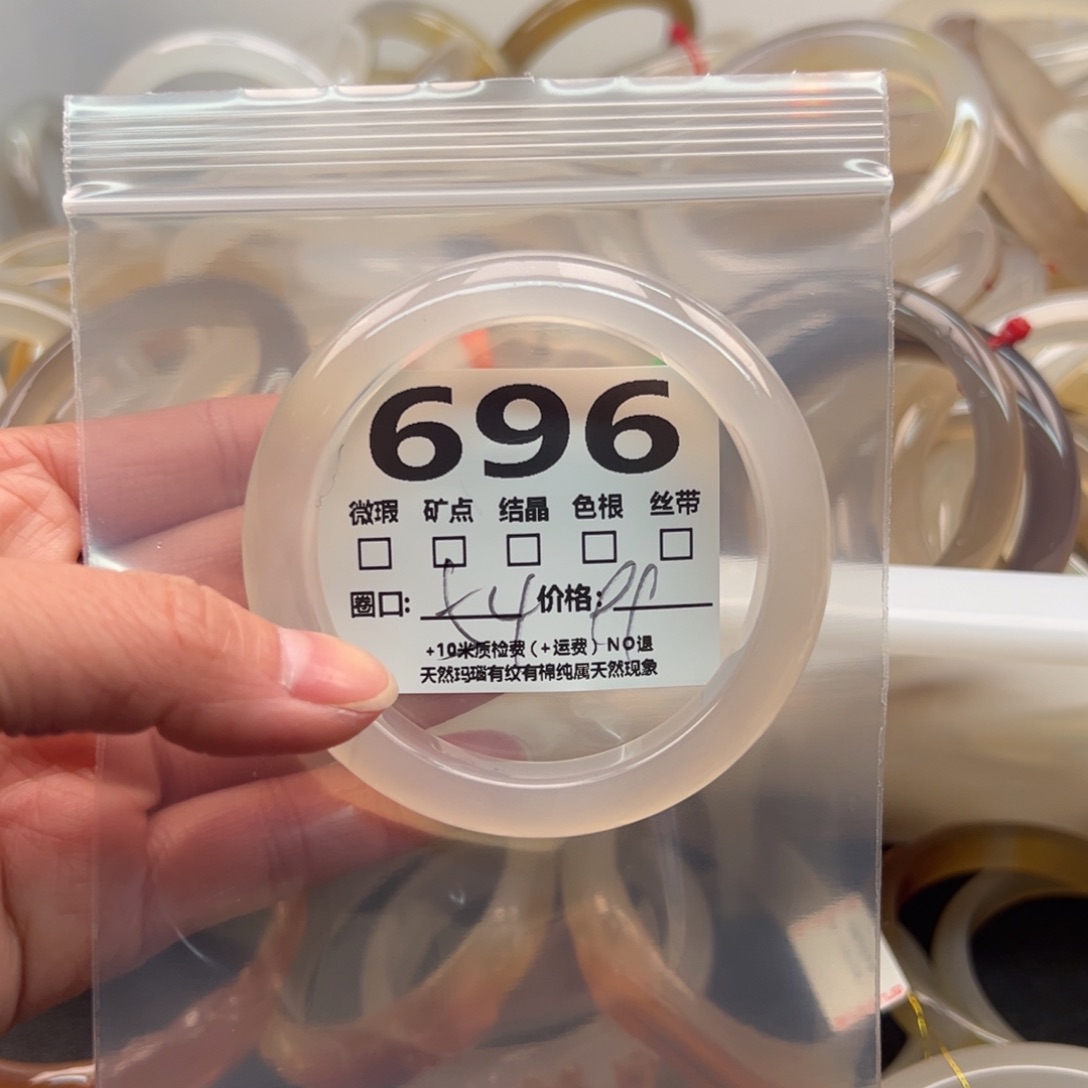 696
微瑕 矿点 结晶 色根 丝带
□ □ □ □ □
圈口: 54 价格: 99
+10米质检费(+运费)NO退
天然玛瑙有纹有棉纯属天然现象